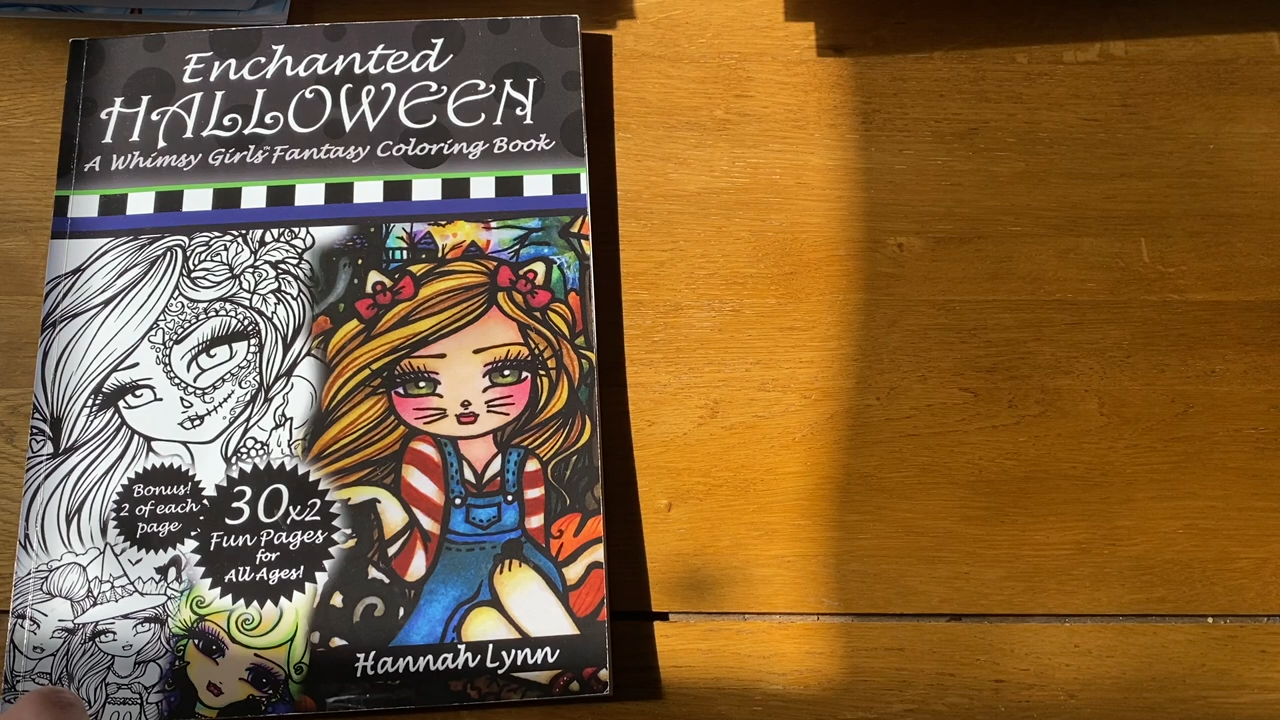 Enchanted
HALLOWEEN
A Whimsy Girls™ Fantasy Coloring Book
Bonus!
2 of each
page
30x2
Fun Pages
for
All Ages!
Hannah Lynn